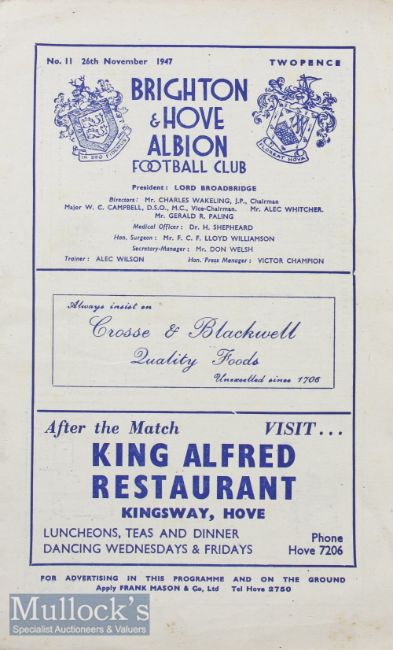 No. 11 26th November 1947 TWOPENCE
BRIGHTON
& HOVE
ALBION
FOOTBALL CLUB
IN DEO FIDEMUS
FLOREAT HOVA
President : LORD BROADBRIDGE
Directors : Mr. CHARLES WAKELING, J.P., Chairman
Major W. C. CAMPBELL, D.S.O., M.C., Vice-Chairman. Mr. ALEC WHITCHER.
Mr. GERALD R. PALING
Medical Officer : Dr. H. SHEPHEARD
Hon. Surgeon : Mr. F. C. F. LLOYD WILLIAMSON
Secretary-Manager : Mr. DON WELSH
Trainer : ALEC WILSON Hon. Press Manager : VICTOR CHAMPION
Always insist on
Crosse & Blackwell
Quality Foods
Unexcelled since 1706
After the Match VISIT...
KING ALFRED
RESTAURANT
KINGSWAY, HOVE
LUNCHEONS, TEAS AND DINNER Phone
DANCING WEDNESDAYS & FRIDAYS Hove 7206
FOR ADVERTISING IN THIS PROGRAMME AND ON THE GROUND
Apply FRANK MASON & Co, Ltd Tel Hove 2750
Mullock's
Specialist Auctioneers & Valuers